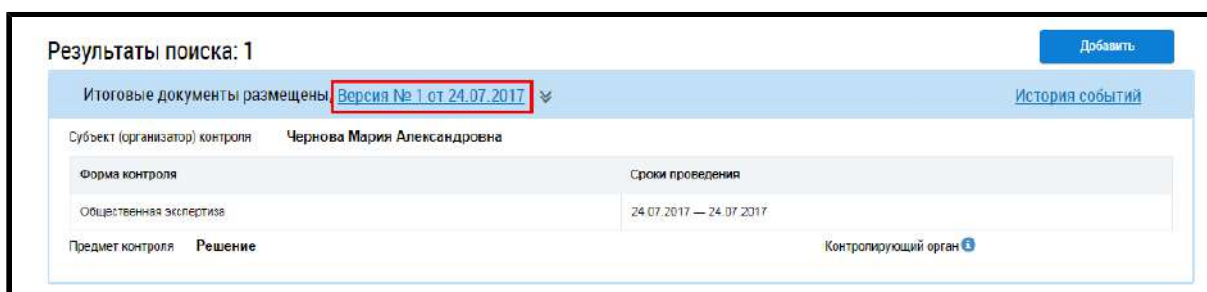 Результаты поиска: 1
Добавить
Итоговые документы размещены, Версия № 1 от 24.07.2017
История событий
Субъект (организатор) контроля Чернова Мария Александровна
Форма контроля Сроки проведения
Общественная экспертиза 24.07.2017 — 24.07.2017
Предмет контроля Решение Контролирующий орган